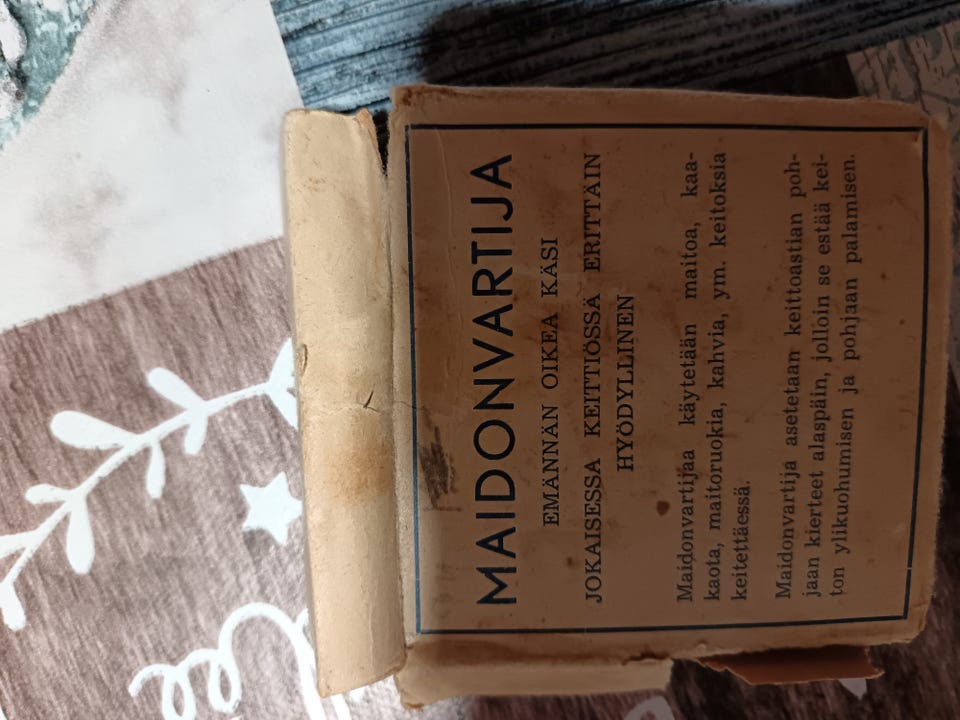 MAIDONVARTIJA
EMÄNNÄN OIKEA KÄSI
JOKAISESSA KEITTIÖSSÄ ERITTÄIN
HYÖDYLLINEN
Maidonvartijaa käytetään maitoa, kaa-
kaota, maitoruokia, kahvia, ym. keitoksia
keitettäessä.
Maidonvartija asetetaan keittoastian poh-
jaan kierteet alaspäin, jolloin se estää kei-
ton ylikuohumisen ja pohjaan palamisen.